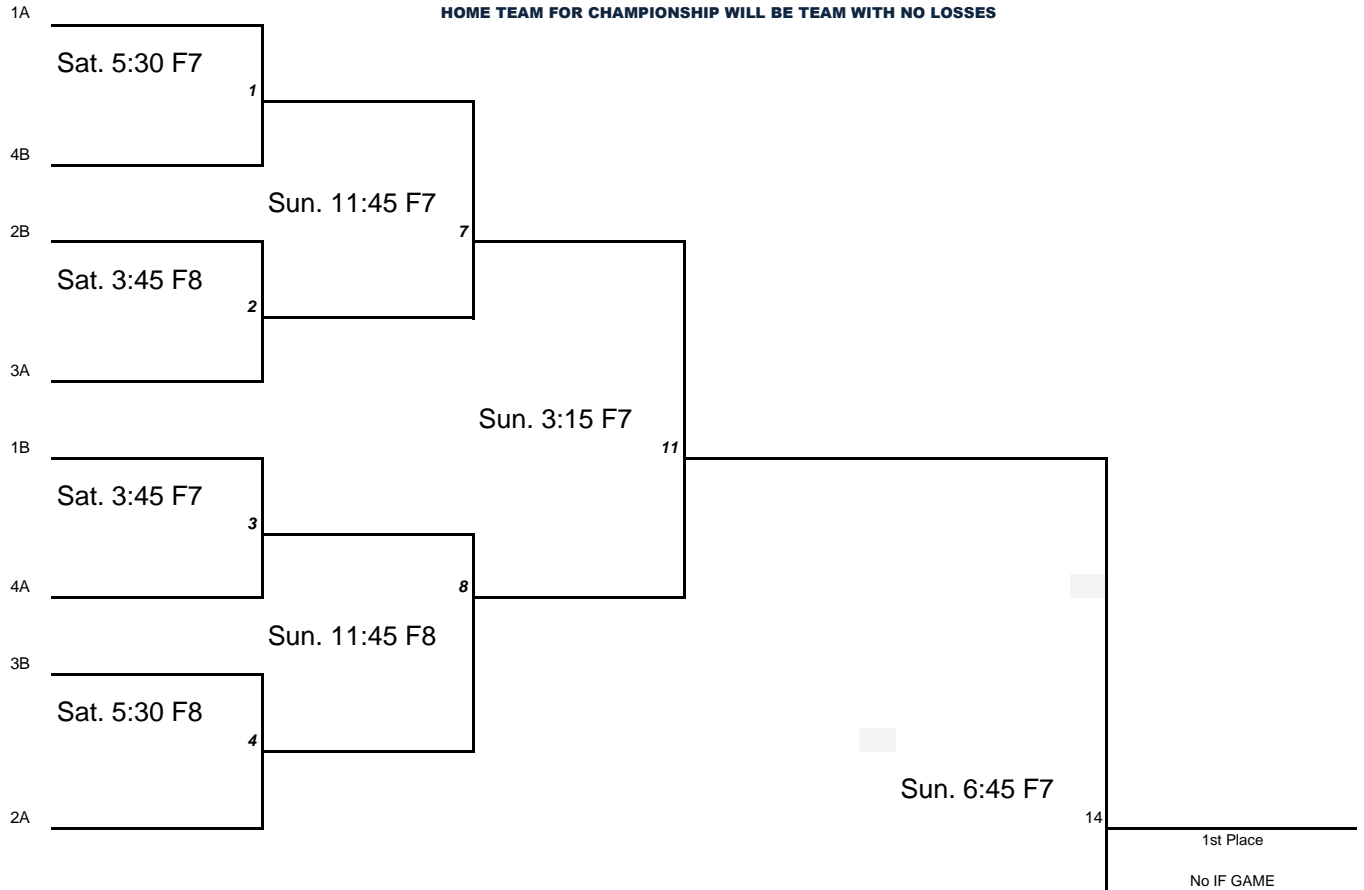 1A
HOME TEAM FOR CHAMPIONSHIP WILL BE TEAM WITH NO LOSSES
Sat. 5:30 F7
1
4B
Sun. 11:45 F7
2B
7
Sat. 3:45 F8
2
3A
Sun. 3:15 F7
1B
11
Sat. 3:45 F7
3
4A
8
Sun. 11:45 F8
3B
Sat. 5:30 F8
4
Sun. 6:45 F7
2A
14
1st Place
No IF GAME